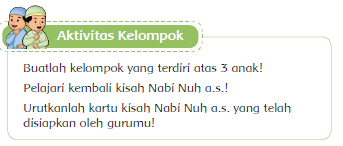 Aktivitas Kelompok
Buatlah kelompok yang terdiri atas 3 anak!
Pelajari kembali kisah Nabi Nuh a.s.!
Urutkanlah kartu kisah Nabi Nuh a.s. yang telah
disiapkan oleh gurumu!